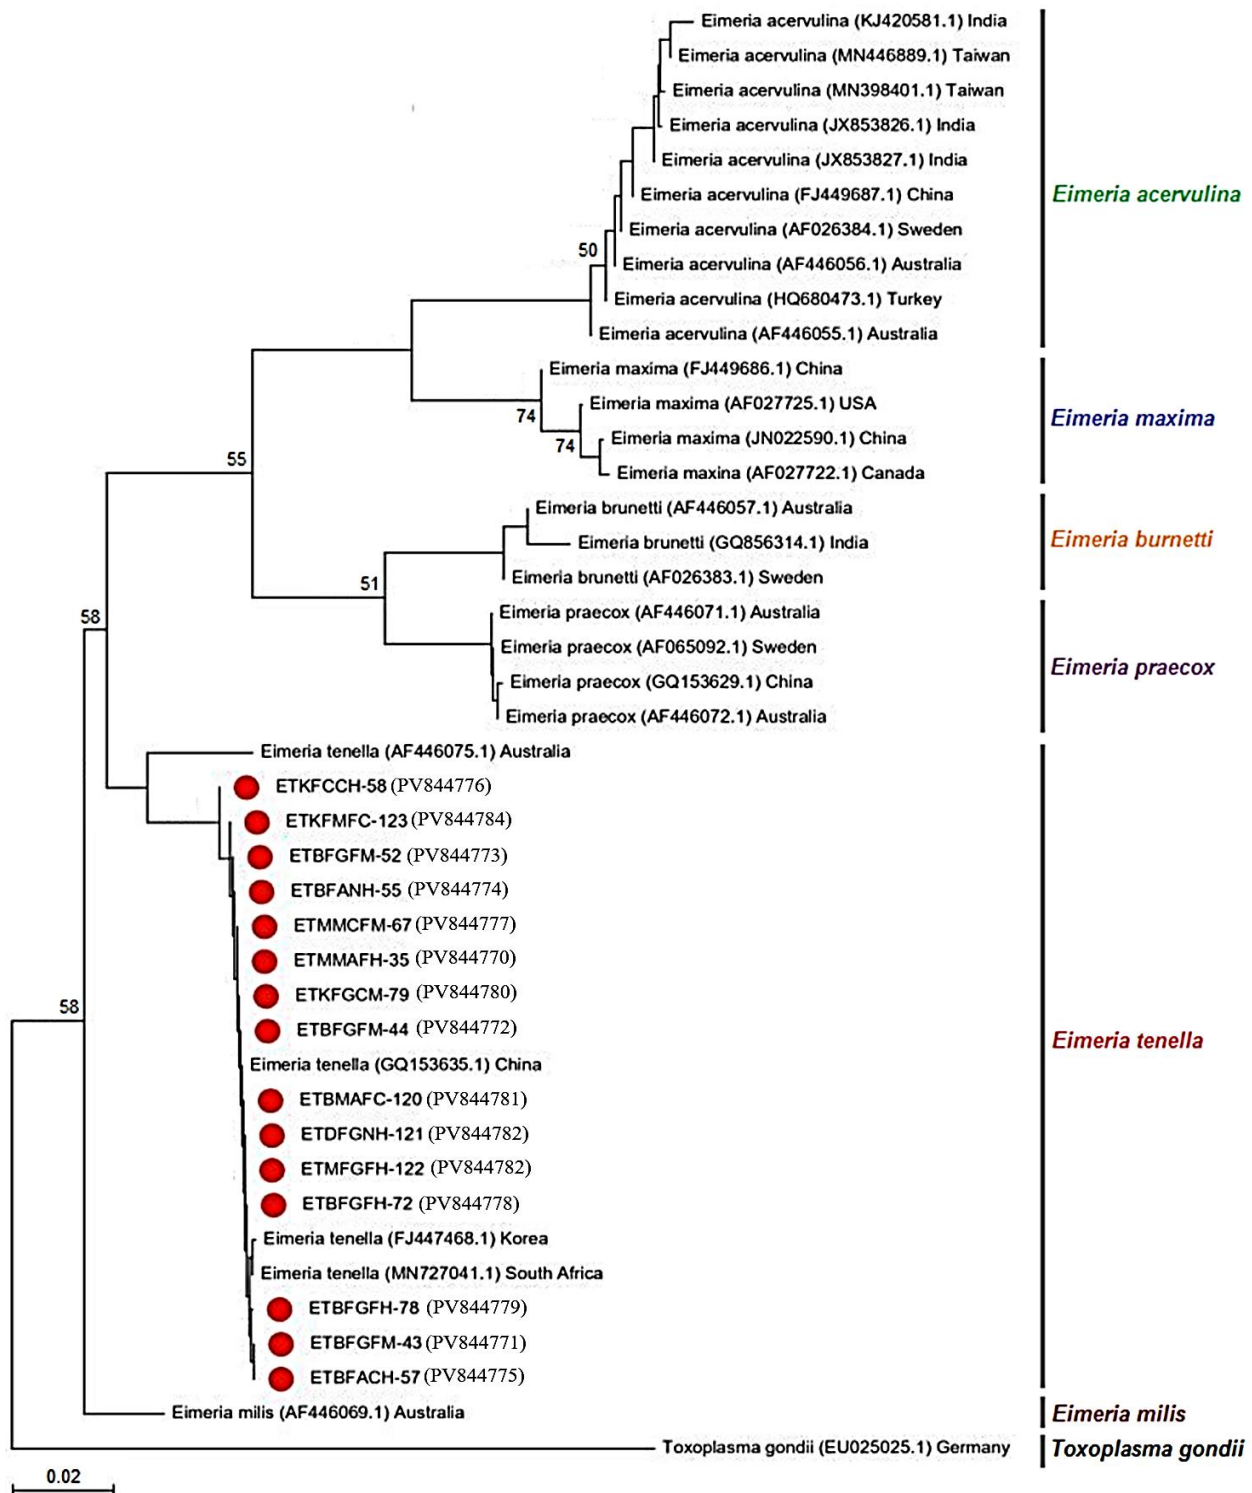 Eimeria acervulina (KJ420581.1) India
Eimeria acervulina (MN446889.1) Taiwan
Eimeria acervulina (MN398401.1) Taiwan
Eimeria acervulina (JX853826.1) India
Eimeria acervulina (JX853827.1) India
Eimeria acervulina (FJ449687.1) China
Eimeria acervulina
Eimeria acervulina (AF026384.1) Sweden
50
Eimeria acervulina (AF446056.1) Australia
Eimeria acervulina (HQ680473.1) Turkey
Eimeria acervulina (AF446055.1) Australia
Eimeria maxima (FJ449686.1) China
Eimeria maxima (AF027725.1) USA
74
Eimeria maxima
Eimeria maxima (JN022590.1) China
74
55
Eimeria maxina (AF027722.1) Canada
Eimeria brunetti (AF446057.1) Australia
Eimeria brunetti (GQ856314.1) India
Eimeria burnetti
Eimeria brunetti (AF026383.1) Sweden
51
Eimeria praecox (AF446071.1) Australia
58
Eimeria praecox (AF065092.1) Sweden
Eimeria praecox
Eimeria praecox (GQ153629.1) China
Eimeria praecox (AF446072.1) Australia
Eimeria tenella (AF446075.1) Australia
ETKFCCH-58 (PV844776)
ETKFMFC-123 (PV844784)
ETBFGFM-52 (PV844773)
ETBFANH-55 (PV844774)
ETMMCFM-67 (PV844777)
ETMMAFH-35 (PV844770)
ETKFGCM-79 (PV844780)
58
ETBFGFM-44 (PV844772)
Eimeria tenella
Eimeria tenella (GQ153635.1) China
ETBMAFC-120 (PV844781)
ETDFGNH-121 (PV844782)
ETMFGFH-122 (PV844782)
ETBFGFH-72 (PV844778)
Eimeria tenella (FJ447468.1) Korea
Eimeria tenella (MN727041.1) South Africa
ETBFGFH-78 (PV844779)
ETBFGFM-43 (PV844771)
ETBFACH-57 (PV844775)
Eimeria milis (AF446069.1) Australia
Eimeria milis
Toxoplasma gondii (EU025025.1) Germany
Toxoplasma gondii
0.02